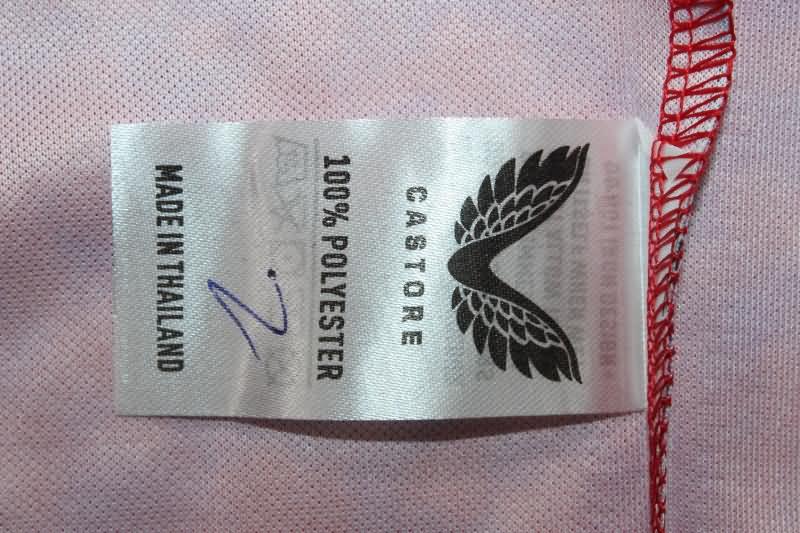 CASTORE
100% POLYESTER
MADE IN THAILAND